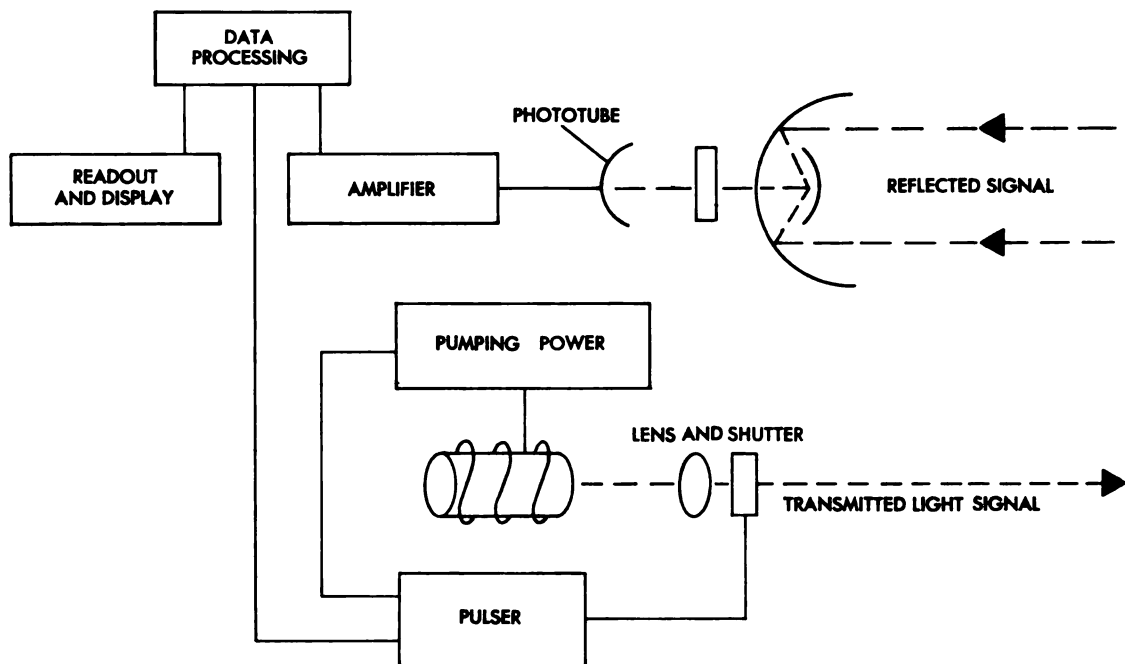 DATA
PROCESSING
PHOTOTUBE
READOUT
AND DISPLAY
AMPLIFIER
REFLECTED SIGNAL
PUMPING POWER
LENS AND SHUTTER
TRANSMITTED LIGHT SIGNAL
PULSER